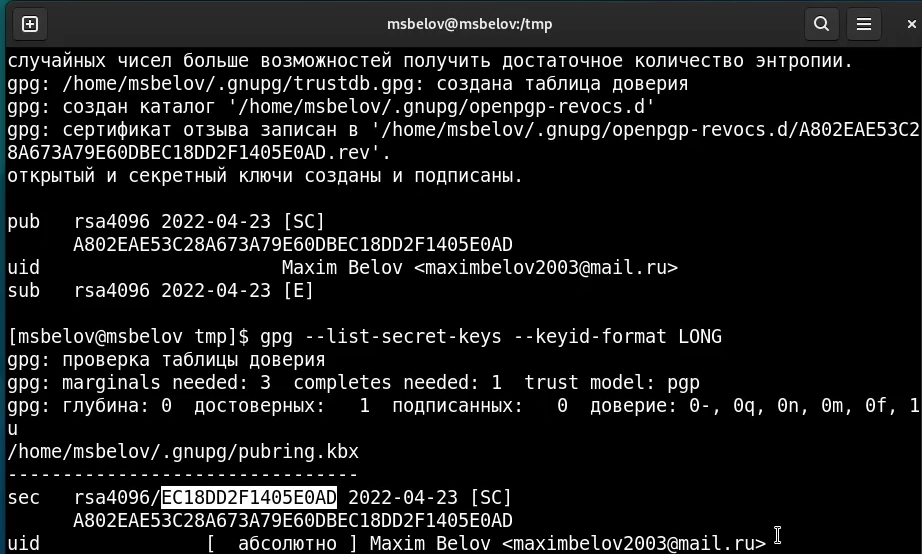 msbelov@msbelov:/tmp
случайных чисел больше возможностей получить достаточное количество энтропии.
gpg: /home/msbelov/.gnupg/trustdb.gpg: создана таблица доверия
gpg: создан каталог '/home/msbelov/.gnupg/openpgp-revocs.d'
gpg: сертификат отзыва записан в '/home/msbelov/.gnupg/openpgp-revocs.d/A802EAE53C2
8A673A79E60DBEC18DD2F1405E0AD.rev'.
открытый и секретный ключи созданы и подписаны.
pub   rsa4096 2022-04-23 [SC]
      A802EAE53C28A673A79E60DBEC18DD2F1405E0AD
uid                      Maxim Belov <maximbelov2003@mail.ru>
sub   rsa4096 2022-04-23 [E]
[msbelov@msbelov tmp]$ gpg --list-secret-keys --keyid-format LONG
gpg: проверка таблицы доверия
gpg: marginals needed: 3  completes needed: 1  trust model: pgp
gpg: глубина: 0  достоверных:   1  подписанных:   0  доверие: 0-, 0q, 0n, 0m, 0f, 1
u
/home/msbelov/.gnupg/pubring.kbx
--------------------------------
sec   rsa4096/EC18DD2F1405E0AD 2022-04-23 [SC]
      A802EAE53C28A673A79E60DBEC18DD2F1405E0AD
uid               [  абсолютно ] Maxim Belov <maximbelov2003@mail.ru>